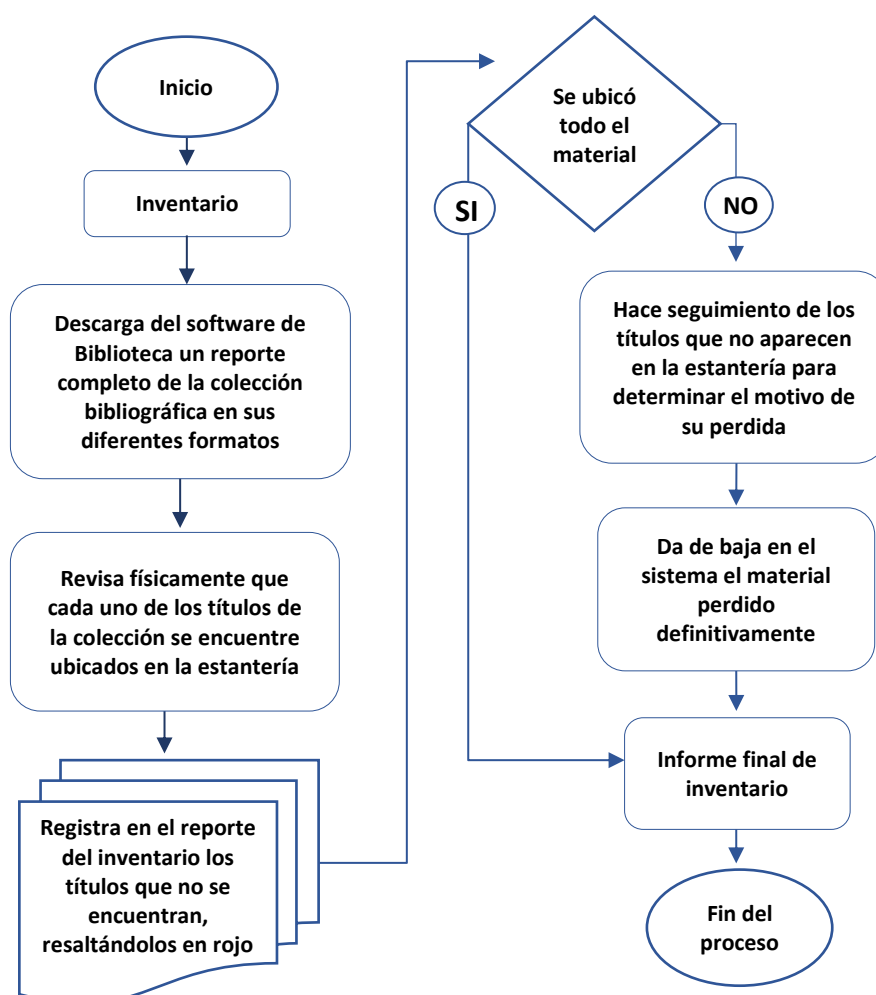 Inicio
Inventario
Descarga del software de
Biblioteca un reporte
completo de la colección
bibliográfica en sus
diferentes formatos
Revisa físicamente que
cada uno de los títulos de
la colección se encuentre
ubicados en la estantería
Registra en el reporte
del inventario los
títulos que no se
encuentran,
resaltándolos en rojo
Se ubicó
todo el
material
SI
NO
Hace seguimiento de los
títulos que no aparecen
en la estantería para
determinar el motivo de
su perdida
Da de baja en el
sistema el material
perdido
definitivamente
Informe final de
inventario
Fin del
proceso